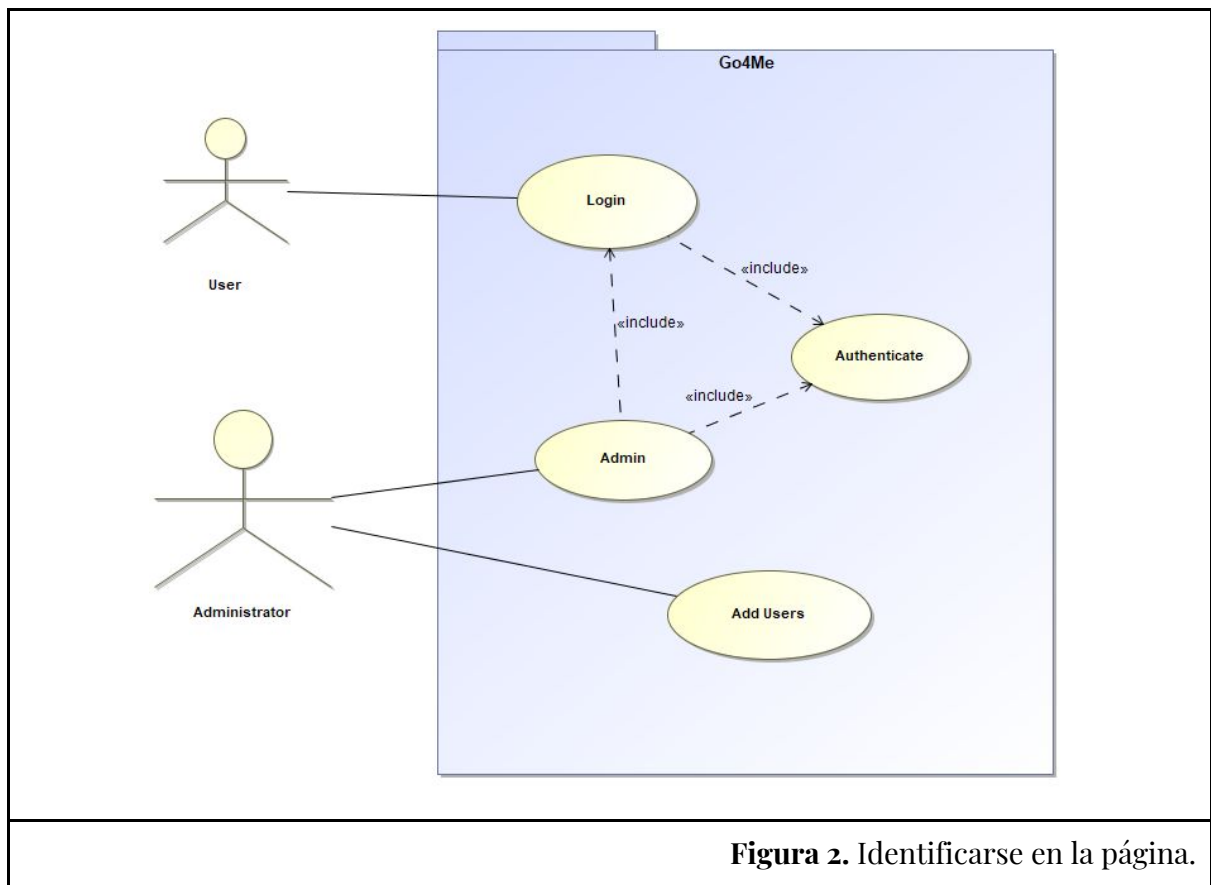 Go4Me
Login
User
«include»
«include»
Authenticate
«include»
Admin
Administrator
Add Users
Figura 2. Identificarse en la página.